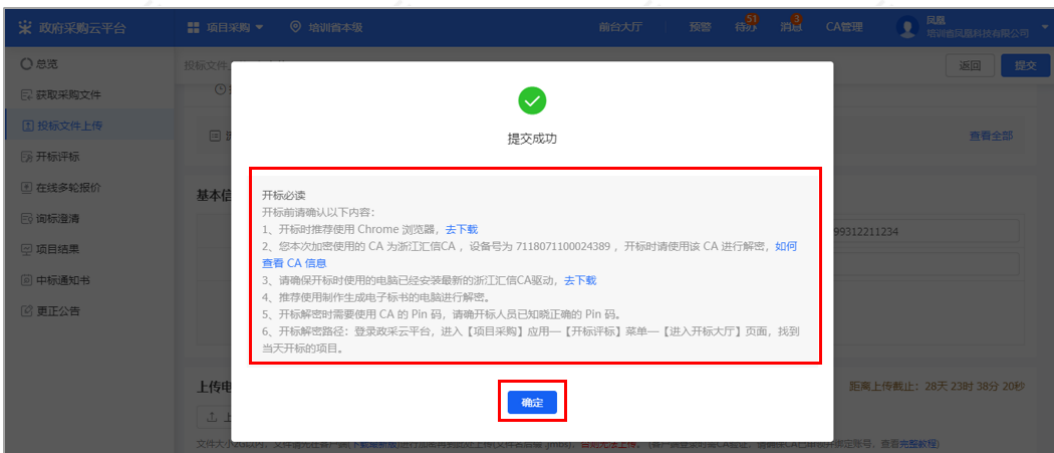 政府采购云平台
项目采购
培训省本级
前台大厅
预警
待办
51
消息
3
CA管理
凤凰
培训省凤凰科技有限公司
总览
获取采购文件
投标文件上传
开标评标
在线多轮报价
询标澄清
项目结果
中标通知书
更正公告
投标文件
返回
提交
查看全部
提交成功
基本信
开标必读
开标前请确认以下内容：
1、开标时推荐使用 Chrome 浏览器，去下载
2、您本次加密使用的 CA 为浙江汇信CA ，设备号为 7118071100024389 ，开标时请使用该 CA 进行解密，如何
查看 CA 信息
3、请确保开标时使用的电脑已经安装最新的浙江汇信CA驱动，去下载
4、推荐使用制作生成电子标书的电脑进行解密。
5、开标解密时需要使用 CA 的 Pin 码，请确开标人员已知晓正确的 Pin 码。
6、开标解密路径：登录政采云平台，进入【项目采购】应用—【开标评标】菜单—【进入开标大厅】页面，找到
当天开标的项目。
99312211234
确定
上传电
距离上传截止：28天 23时 38分 20秒
上